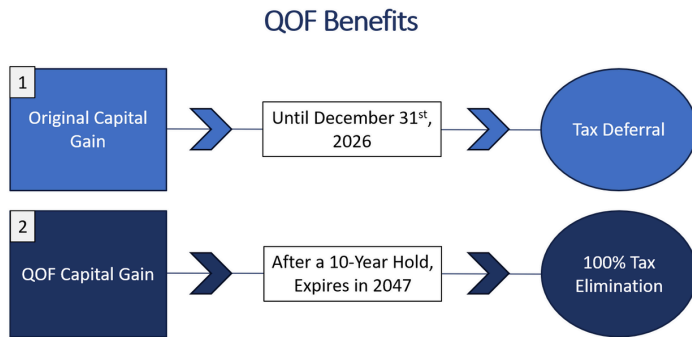 QOF Benefits
1
Original Capital
Gain
Until December 31st,
2026
Tax Deferral
2
QOF Capital Gain
After a 10-Year Hold,
Expires in 2047
100% Tax
Elimination